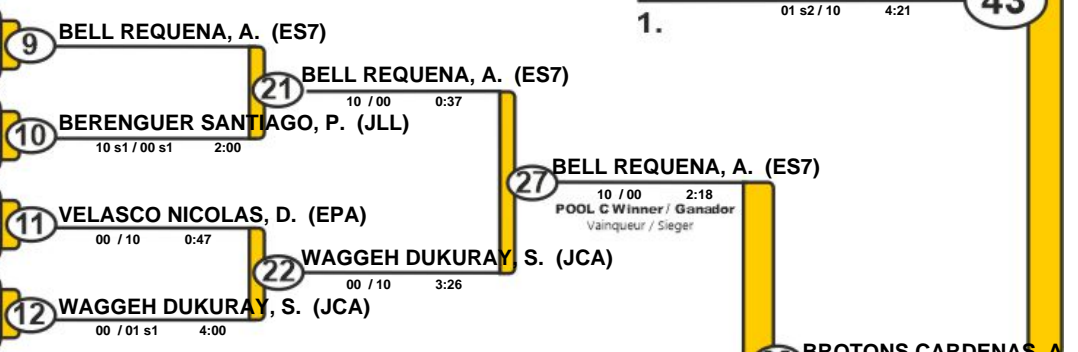 9
BELL REQUENA, A. (ES7)
21
BELL REQUENA, A. (ES7)
10 / 00 0:37
10
BERENGUER SANTIAGO, P. (JLL)
10 s1 / 00 s1 2:00
27
BELL REQUENA, A. (ES7)
10 / 00 2:18
POOL C Winner / Ganador
Vainqueur / Sieger
11
VELASCO NICOLAS, D. (EPA)
00 / 10 0:47
22
WAGGEH DUKURAY, S. (JCA)
00 / 10 3:26
12
WAGGEH DUKURAY, S. (JCA)
00 / 01 s1 4:00
01 s2 / 10 4:21
43
1.
BROTONS CARDENAS, A